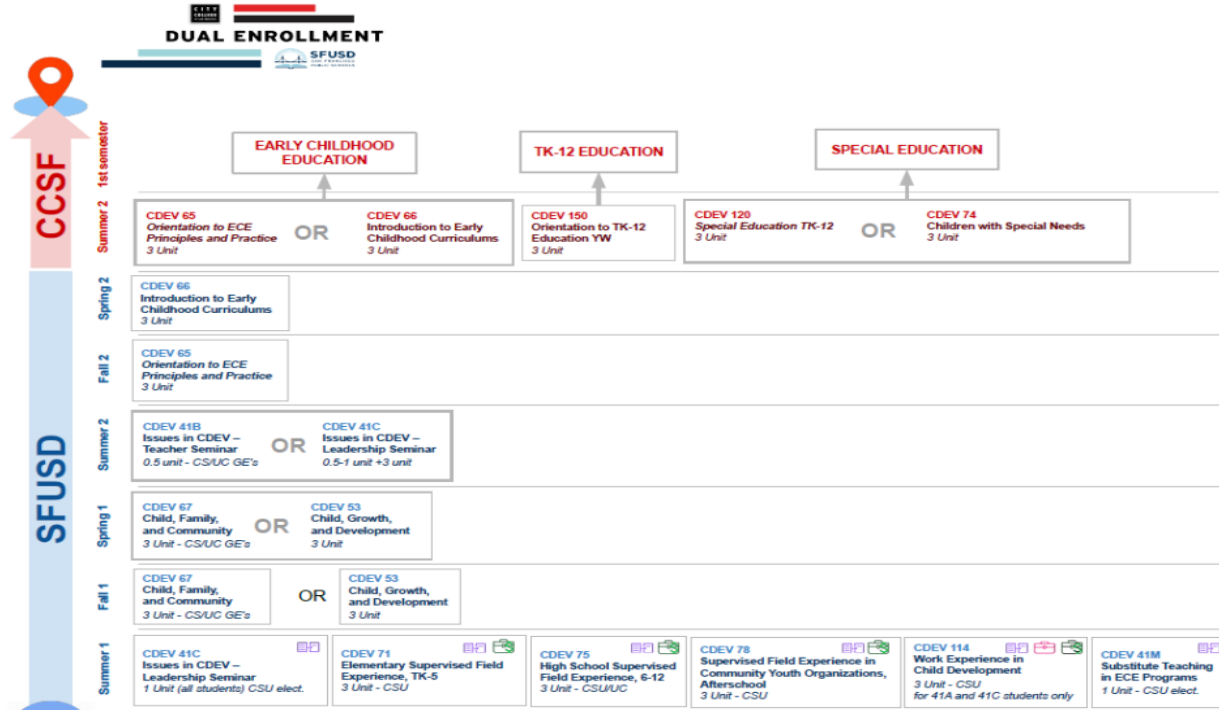 CITY
COLLEGE
DUAL ENROLLMENT
SFUSD
SAN FRANCISCO
PUBLIC SCHOOLS
CCSF
1st semester
EARLY CHILDHOOD
EDUCATION
TK-12 EDUCATION
SPECIAL EDUCATION
Summer 2
CDEV 65
Orientation to ECE
Principles and Practice
3 Unit
OR
CDEV 66
Introduction to Early
Childhood Curriculums
3 Unit
CDEV 150
Orientation to TK-12
Education YW
3 Unit
CDEV 120
Special Education TK-12
3 Unit
OR
CDEV 74
Children with Special Needs
3 Unit
SFUSD
Spring 2
CDEV 66
Introduction to Early
Childhood Curriculums
3 Unit
Fall 2
CDEV 65
Orientation to ECE
Principles and Practice
3 Unit
Summer 2
CDEV 41B
Issues in CDEV –
Teacher Seminar
0.5 unit - CS/UC GE's
OR
CDEV 41C
Issues in CDEV –
Leadership Seminar
0.5-1 unit +3 unit
Spring 1
CDEV 67
Child, Family,
and Community
3 Unit - CS/UC GE's
OR
CDEV 53
Child, Growth,
and Development
3 Unit
Fall 1
CDEV 67
Child, Family,
and Community
3 Unit - CS/UC GE's
OR
CDEV 53
Child, Growth,
and Development
3 Unit
Summer 1
CDEV 41C
Issues in CDEV –
Leadership Seminar
1 Unit (all students) CSU elect.
CDEV 71
Elementary Supervised Field
Experience, TK-5
3 Unit - CSU
CDEV 75
High School Supervised
Field Experience, 6-12
3 Unit - CSU/UC
CDEV 78
Supervised Field Experience in
Community Youth Organizations,
Afterschool
3 Unit - CSU
CDEV 114
Work Experience in
Child Development
3 Unit - CSU
for 41A and 41C students only
CDEV 41M
Substitute Teaching
in ECE Programs
1 Unit - CSU elect.